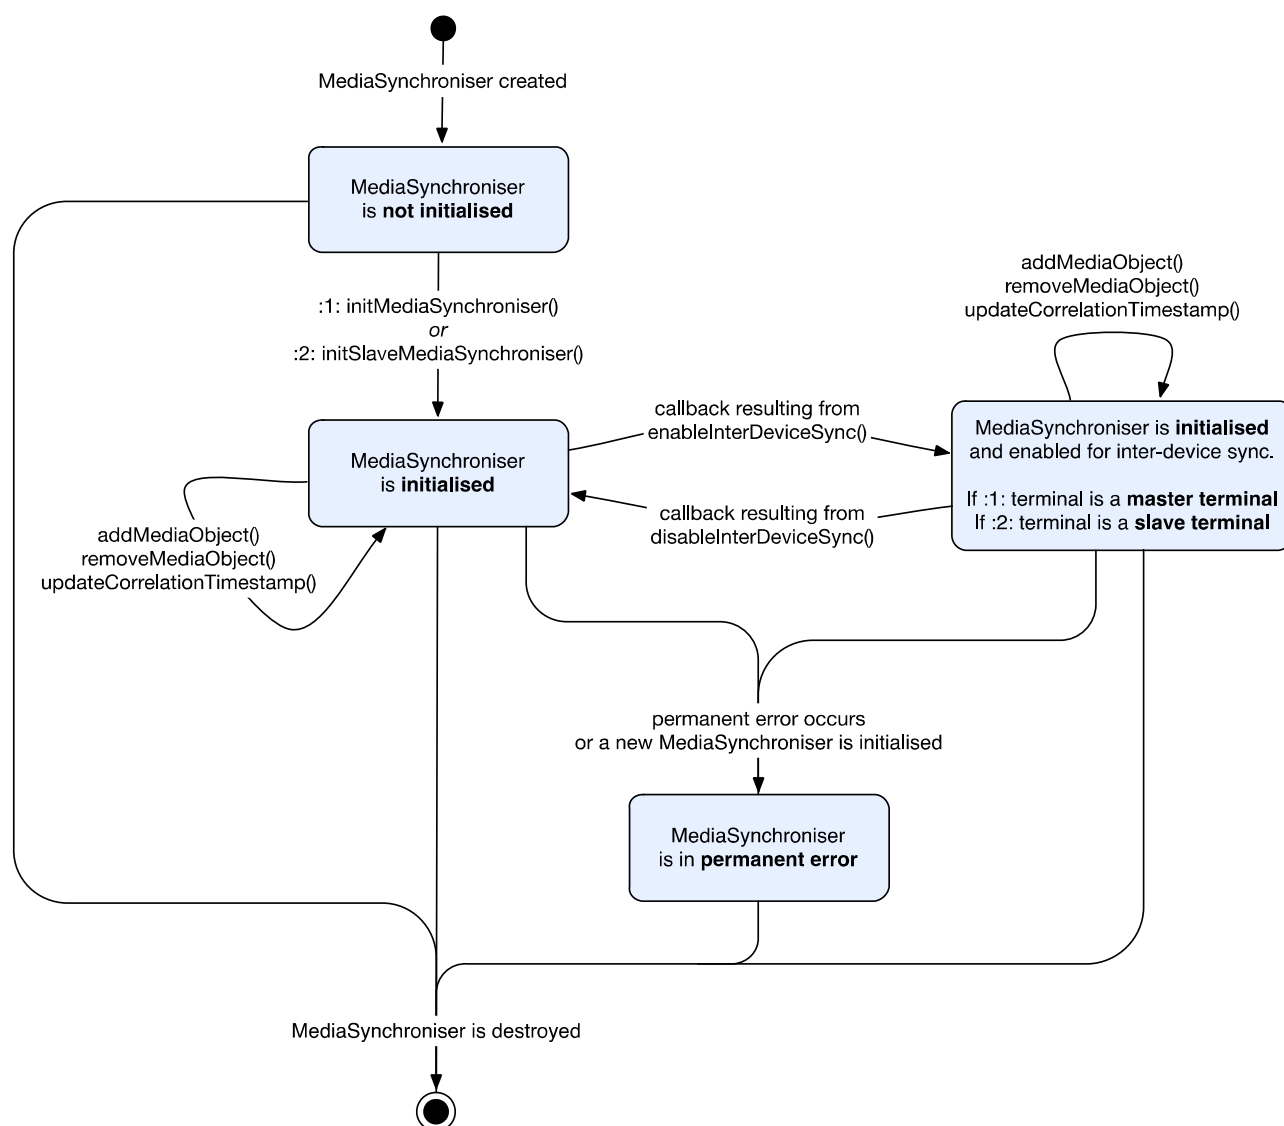 MediaSynchroniser created
MediaSynchroniser
is not initialised
:1: initMediaSynchroniser()
or
:2: initSlaveMediaSynchroniser()
addMediaObject()
removeMediaObject()
updateCorrelationTimestamp()
callback resulting from
enableInterDeviceSync()
MediaSynchroniser is initialised
and enabled for inter-device sync.
If :1: terminal is a master terminal
If :2: terminal is a slave terminal
MediaSynchroniser
is initialised
callback resulting from
disableInterDeviceSync()
addMediaObject()
removeMediaObject()
updateCorrelationTimestamp()
permanent error occurs
or a new MediaSynchroniser is initialised
MediaSynchroniser
is in permanent error
MediaSynchroniser is destroyed